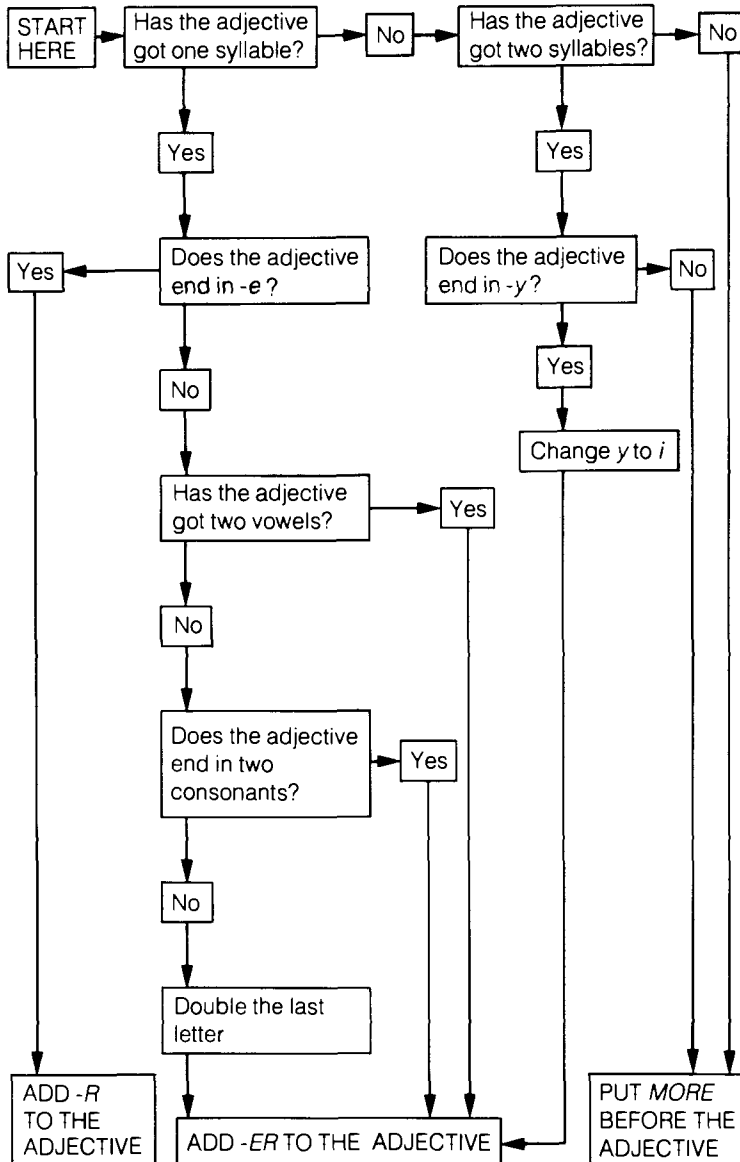 START
HERE
Has the adjective
got one syllable?
No
Has the adjective
got two syllables?
No
Yes
Yes
Yes
Does the adjective
end in -e?
Does the adjective
end in -y?
No
No
Yes
Change y to i
Has the adjective
got two vowels?
Yes
No
Does the adjective
end in two
consonants?
Yes
No
Double the last
letter
ADD -R
TO THE
ADJECTIVE
ADD -ER TO THE ADJECTIVE
PUT MORE
BEFORE THE
ADJECTIVE